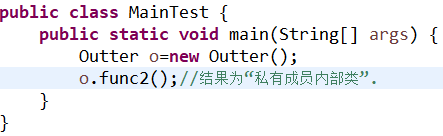 public class MainTest {
    public static void main(String[] args) {
        Outter o=new Outter();
        o.func2();//结果为“私有成员内部类”.
    }
}